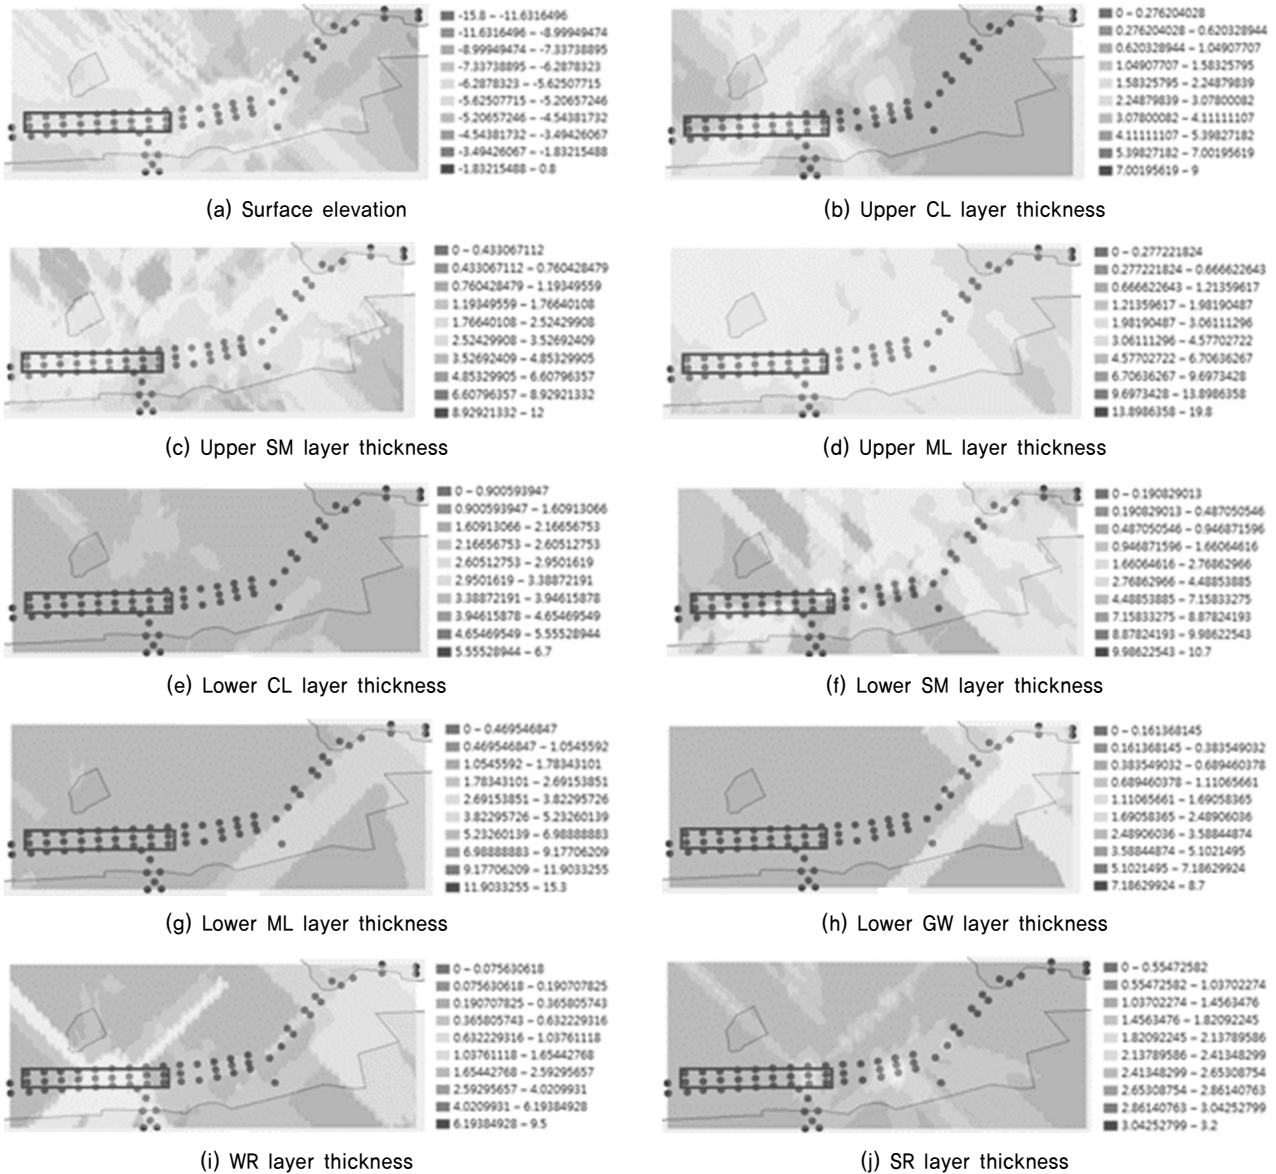 -15.8 – -11.6316496
-11.6316496 – -8.99949474
-8.99949474 – -7.33738895
-7.33738895 – -6.2878323
-6.2878323 – -5.62507715
-5.62507715 – -5.20657246
-5.20657246 – -4.54381732
-4.54381732 – -3.49426067
-3.49426067 – -1.83215488
-1.83215488 – 0.8
(a) Surface elevation
0 – 0.276204028
0.276204028 – 0.620328944
0.620328944 – 1.04907707
1.04907707 – 1.58325795
1.58325795 – 2.24879839
2.24879839 – 3.07800082
3.07800082 – 4.11111107
4.11111107 – 5.39827182
5.39827182 – 7.00195619
7.00195619 – 9
(b) Upper CL layer thickness
0 – 0.433067112
0.433067112 – 0.760428479
0.760428479 – 1.19349559
1.19349559 – 1.76640108
1.76640108 – 2.52429908
2.52429908 – 3.52692409
3.52692409 – 4.85329905
4.85329905 – 6.60796357
6.60796357 – 8.92921332
8.92921332 – 12
(c) Upper SM layer thickness
0 – 0.277221824
0.277221824 – 0.666622643
0.666622643 – 1.21359617
1.21359617 – 1.98190487
1.98190487 – 3.06111296
3.06111296 – 4.57702722
4.57702722 – 6.70636267
6.70636267 – 9.6973428
9.6973428 – 13.8986358
13.8986358 – 19.8
(d) Upper ML layer thickness
0 – 0.900593947
0.900593947 – 1.60913066
1.60913066 – 2.16656753
2.16656753 – 2.60512753
2.60512753 – 2.9501619
2.9501619 – 3.38872191
3.38872191 – 3.94615878
3.94615878 – 4.65469549
4.65469549 – 5.55528944
5.55528944 – 6.7
(e) Lower CL layer thickness
0 – 0.190829013
0.190829013 – 0.487050546
0.487050546 – 0.946871596
0.946871596 – 1.66064616
1.66064616 – 2.76862966
2.76862966 – 4.48853885
4.48853885 – 7.15833275
7.15833275 – 8.87824193
8.87824193 – 9.98622543
9.98622543 – 10.7
(f) Lower SM layer thickness
0 – 0.469546847
0.469546847 – 1.0545592
1.0545592 – 1.78343101
1.78343101 – 2.69153851
2.69153851 – 3.82295726
3.82295726 – 5.23260139
5.23260139 – 6.98888883
6.98888883 – 9.17706209
9.17706209 – 11.9033255
11.9033255 – 15.3
(g) Lower ML layer thickness
0 – 0.161368145
0.161368145 – 0.383549032
0.383549032 – 0.689460378
0.689460378 – 1.11065661
1.11065661 – 1.69058365
1.69058365 – 2.48906036
2.48906036 – 3.58844874
3.58844874 – 5.1021495
5.1021495 – 7.18629924
7.18629924 – 8.7
(h) Lower GW layer thickness
0 – 0.075630618
0.075630618 – 0.190707825
0.190707825 – 0.365805743
0.365805743 – 0.632229316
0.632229316 – 1.03761118
1.03761118 – 1.65442768
1.65442768 – 2.59295657
2.59295657 – 4.0209931
4.0209931 – 6.19384928
6.19384928 – 9.5
(i) WR layer thickness
0 – 0.55472582
0.55472582 – 1.03702274
1.03702274 – 1.4563476
1.4563476 – 1.82092245
1.82092245 – 2.13789586
2.13789586 – 2.41348299
2.41348299 – 2.65308754
2.65308754 – 2.86140763
2.86140763 – 3.04252799
3.04252799 – 3.2
(j) SR layer thickness